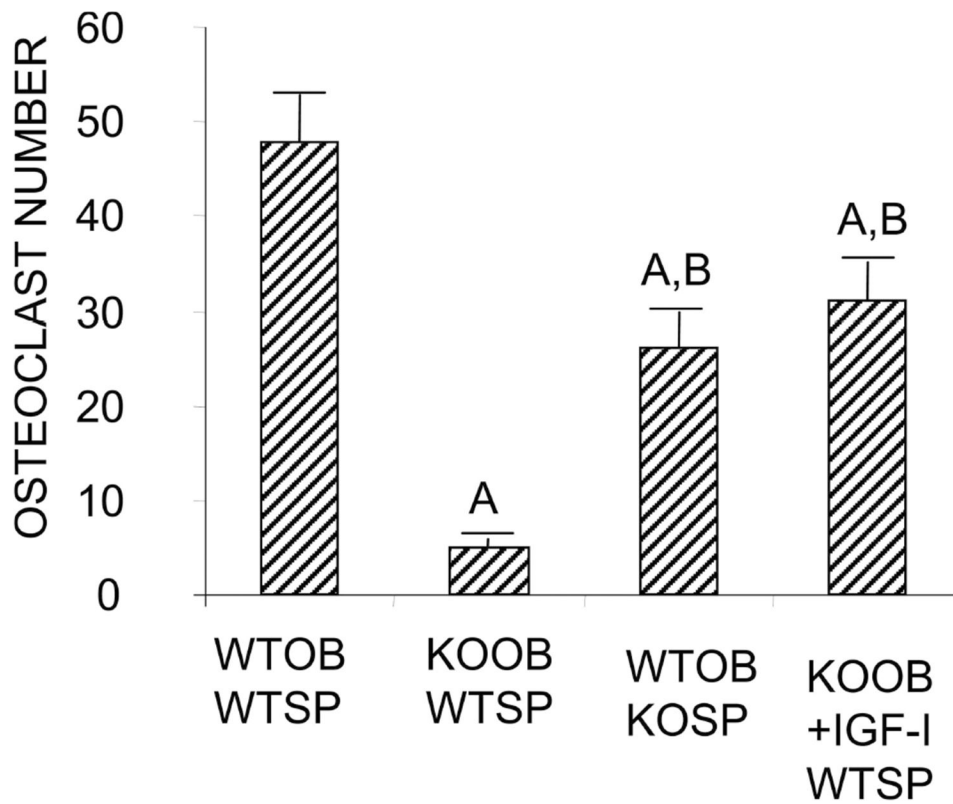 OSTEOCLAST NUMBER
60
50
40
30
20
10
0
A
A,B
A,B
WTOB
WTSP
KOOB
WTSP
WTOB
KOSP
KOOB
+IGF-I
WTSP